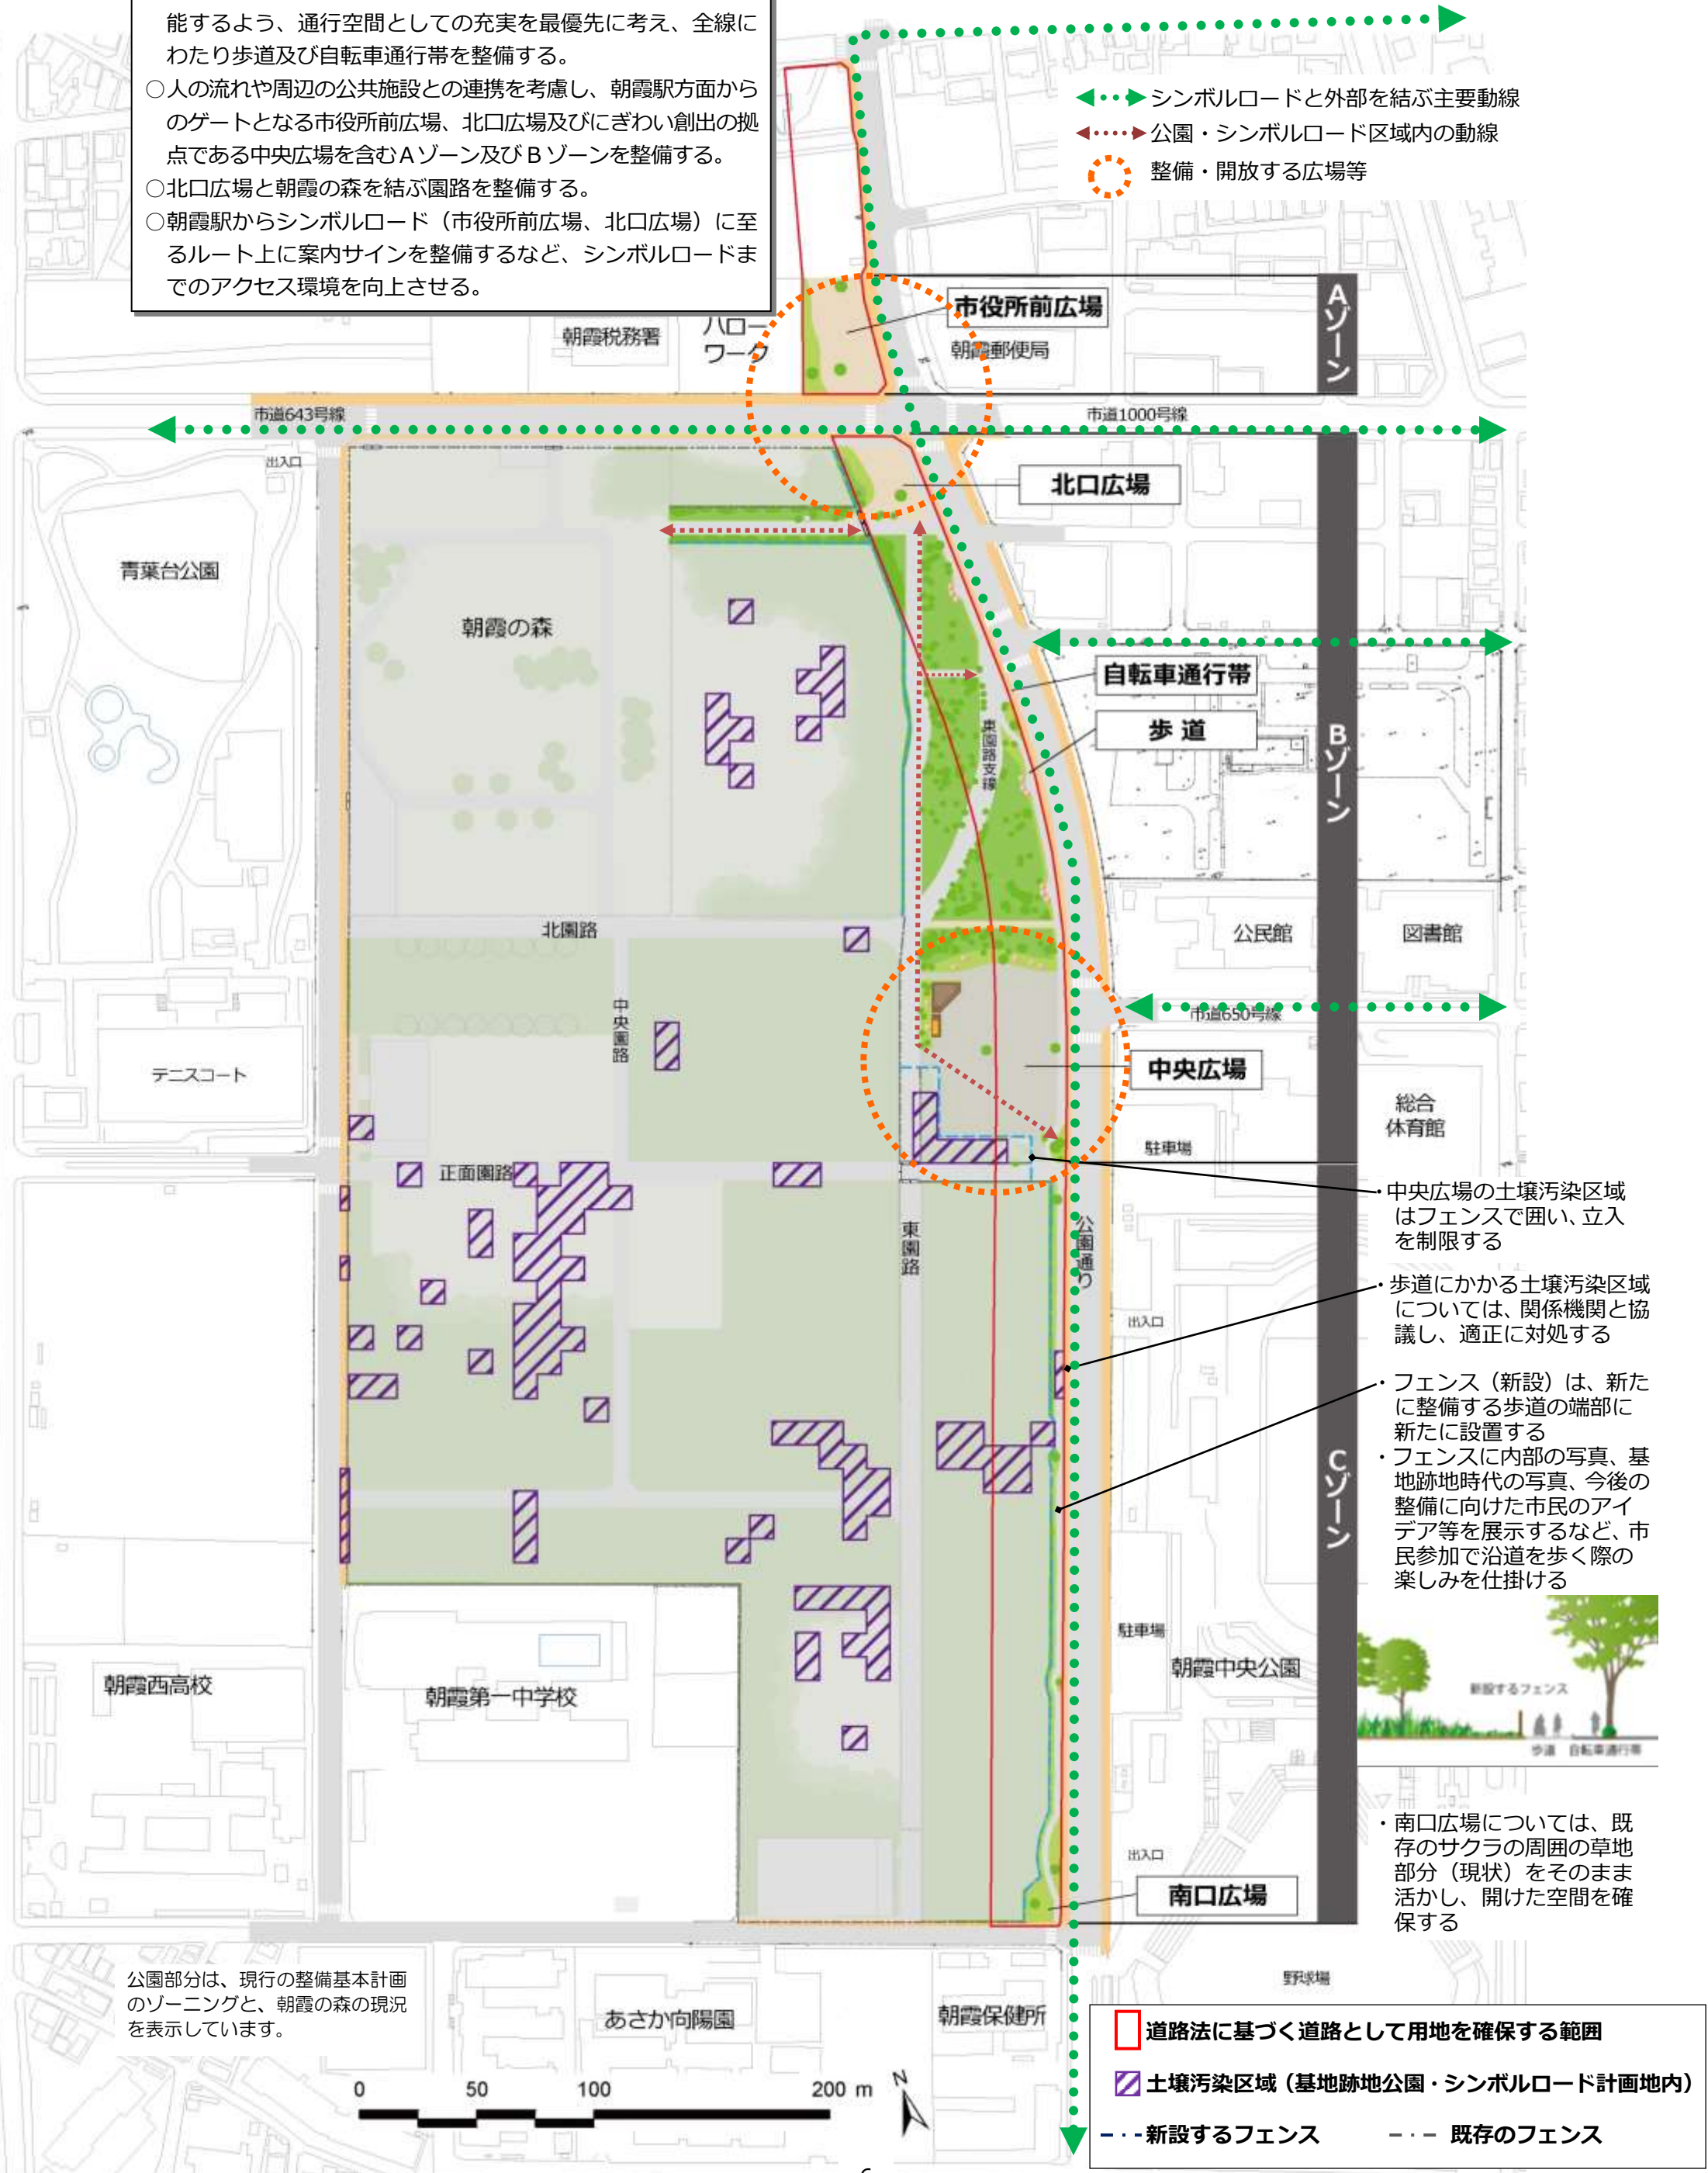 能するよう、通行空間としての充実を最優先に考え、全線に
わたり歩道及び自転車通行帯を整備する。
○人の流れや周辺の公共施設との連携を考慮し、朝霞駅方面から
のゲートとなる市役所前広場、北口広場及びにぎわい創出の拠
点である中央広場を含むAゾーン及びBゾーンを整備する。
○北口広場と朝霞の森を結ぶ園路を整備する。
○朝霞駅からシンボルロード（市役所前広場、北口広場）に至
るルート上に案内サインを整備するなど、シンボルロードま
でのアクセス環境を向上させる。
シンボルロードと外部を結ぶ主要動線
公園・シンボルロード区域内の動線
整備・開放する広場等
朝霞税務署
ハロー
ワーク
市役所前広場
朝霞郵便局
Aゾーン
市道643号線
市道1000号線
出入口
北口広場
青葉台公園
朝霞の森
自転車通行帯
歩 道
東園路支線
Bゾーン
北園路
公民館
図書館
中央園路
市道650号線
テニスコート
中央広場
総合
体育館
駐車場
正面園路
東園路
公園通り
・中央広場の土壌汚染区域
はフェンスで囲い、立入
を制限する
・歩道にかかる土壌汚染区域
については、関係機関と協
議し、適正に対処する
出入口
・フェンス（新設）は、新た
に整備する歩道の端部に
新たに設置する
・フェンスに内部の写真、基
地跡地時代の写真、今後の
整備に向けた市民のアイ
デア等を展示するなど、市
民参加で沿道を歩く際の
楽しみを仕掛ける
Cゾーン
駐車場
朝霞中央公園
朝霞西高校
朝霞第一中学校
新設するフェンス
歩道 自転車通行帯
・南口広場については、既
存のサクラの周囲の草地
部分（現状）をそのまま
活かし、開けた空間を確
保する
出入口
南口広場
野球場
公園部分は、現行の整備基本計画
のゾーニングと、朝霞の森の現況
を表示しています。
あさか向陽園
朝霞保健所
0 50 100 200 m
N
道路法に基づく道路として用地を確保する範囲
土壌汚染区域（基地跡地公園・シンボルロード計画地内）
新設するフェンス 既存のフェンス